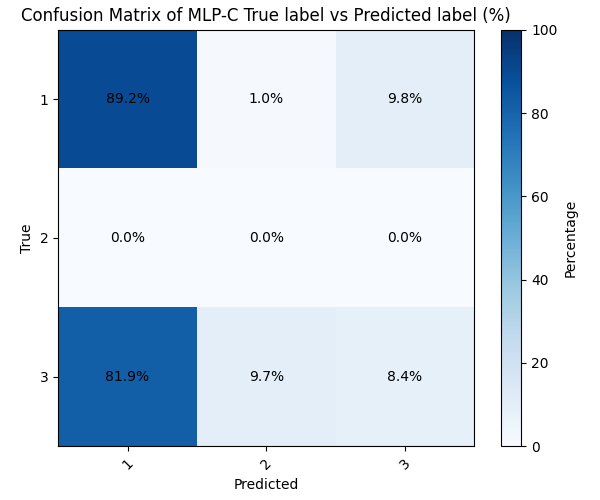 Confusion Matrix of MLP-C True label vs Predicted label (%)
1 89.2% 1.0% 9.8%
2 0.0% 0.0% 0.0%
3 81.9% 9.7% 8.4%
True
1 2 3
Predicted
100
80
60
40
20
0
Percentage